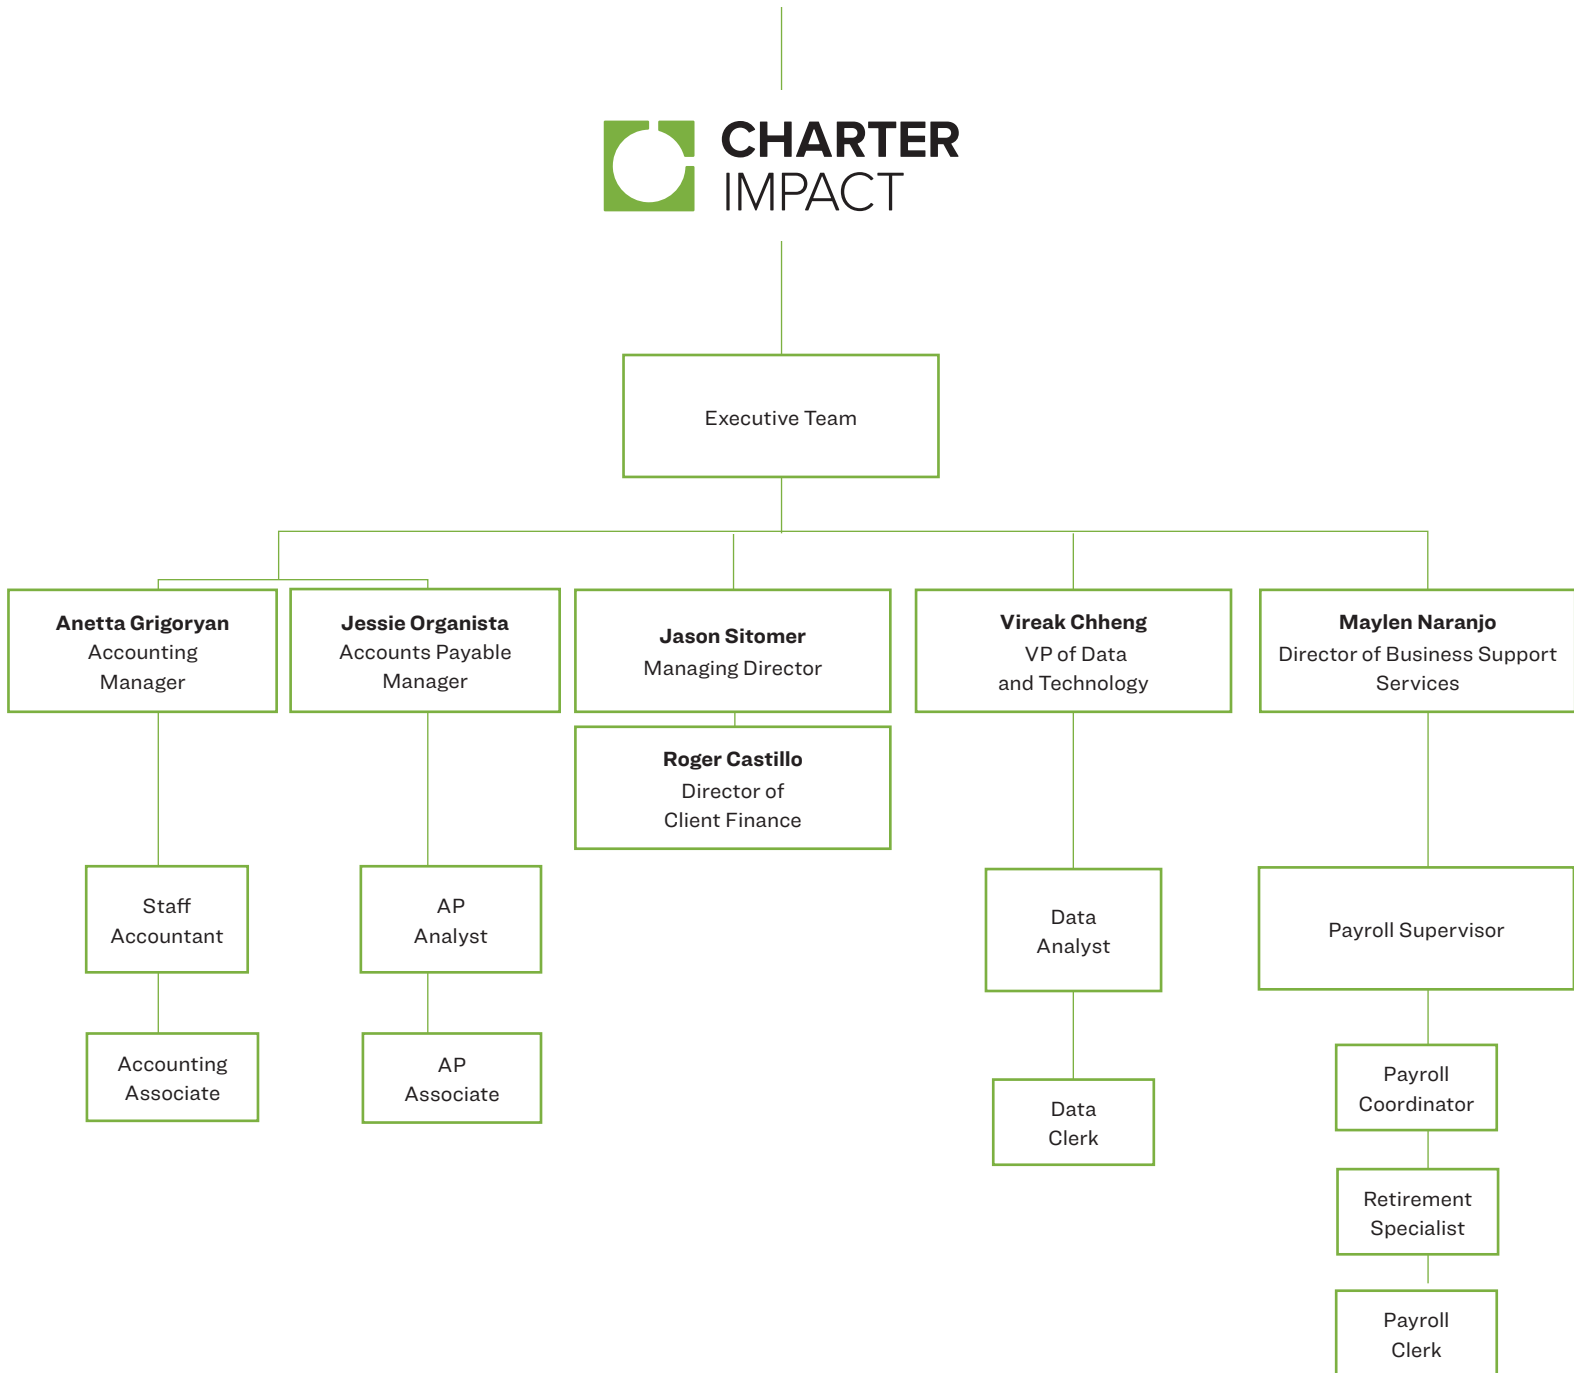 CHARTER
IMPACT
Executive Team
Anetta Grigoryan
Accounting
Manager
Jessie Organista
Accounts Payable
Manager
Jason Sitomer
Managing Director
Vireak Chheng
VP of Data
and Technology
Maylen Naranjo
Director of Business Support
Services
Roger Castillo
Director of
Client Finance
Staff
Accountant
AP
Analyst
Data
Analyst
Payroll Supervisor
Accounting
Associate
AP
Associate
Data
Clerk
Payroll
Coordinator
Retirement
Specialist
Payroll
Clerk